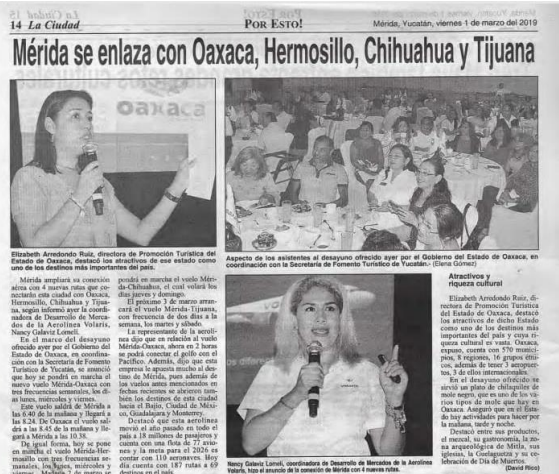 14 La Ciudad
POR ESTO!
Mérida, Yucatán, viernes 1 de marzo del 2019
Mérida se enlaza con Oaxaca, Hermosillo, Chihuahua y Tijuana
oaxaca
Elizabeth Arredondo Ruiz, directora de Promoción Turística del
Estado de Oaxaca, destacó los atractivos de ese estado como
uno de los destinos más importantes del país.
Aspecto de los asistentes al desayuno ofrecido ayer por el Gobierno del Estado de Oaxaca, en
coordinación con la Secretaría de Fomento Turístico de Yucatán.- (Elena Gómez)
Mérida ampliará su conexión
aérea con 4 nuevas rutas que co-
nectarán esta ciudad con Oaxaca,
Hermosillo, Chihuahua y Tijua-
na, según informó ayer la coordi-
nadora de Desarrollo de Merca-
dos de la Aerolínea Volaris,
Nancy Galaviz Lomelí.
En el marco del desayuno
ofrecido ayer por el Gobierno del
Estado de Oaxaca, en coordina-
ción con la Secretaría de Fomento
Turístico de Yucatán, se anunció
que hoy se pondrá en marcha el
nuevo vuelo Mérida-Oaxaca con
tres frecuencias semanales, los dí-
as lunes, miércoles y viernes.
Este vuelo saldrá de Mérida a
las 6.40 de la mañana y llegará a
las 8.24. De Oaxaca el vuelo sal-
drá a las 8.45 de la mañana y lle-
gará a Mérida a las 10.38.
De igual forma, hoy se pone
en marcha el vuelo Mérida-Her-
mosillo con tres frecuencias se-
manales, los lunes, miércoles y
pondrá en marcha el vuelo Méri-
da-Chihuahua, el cual volará los
días jueves y domingo.
El próximo 3 de marzo arran-
cará el vuelo Mérida-Tijuana,
con frecuencia de dos días a la
semana, los martes y sábado.
La representante de la aerolí-
nea dijo que en relación al vuelo
Mérida-Oaxaca, ahora en 2 horas
se podrá conectar el golfo con el
Pacífico. Además, dijo que esta
empresa le apuesta mucho al des-
tino de Mérida, pues además de
los vuelos antes mencionados en
fechas recientes se abrieron tam-
bién los destinos de esta ciudad
hacia el Bajío, Ciudad de Méxi-
co, Guadalajara y Monterrey.
Destacó que esta aerolínea
movió el año pasado en todo el
país a 18 millones de pasajeros y
cuenta con una flota de 77 avio-
nes y la meta para el 2026 es
contar con 110 aeronaves. Hoy
día cuenta con 187 rutas a 69
destinos en el país
Nancy Galaviz Lomelí, coordinadora de Desarrollo de Mercados de la Aerolínea
Volaris, tras el anuncio de la conexión de Mérida con 4 nuevas rutas.
Atractivos y
riqueza cultural
Elizabeth Arredondo Ruiz, di-
rectora de Promoción Turística
del Estado de Oaxaca, destacó los
atractivos de dicho Estado como
uno de los destinos más impor-
tantes del país y cuya riqueza
cultural es vasta. Oaxaca,
expuso, cuenta con 570 munici-
pios, 8 regiones, 16 grupos étni-
cos, además de tener 3 aeropuer-
tos, 3 de ellos internacionales.
En el desayuno ofrecido se
sirvió un plato de chilaquiles de
mole negro, que es uno de los va-
rios tipos de mole que hay en
Oaxaca. Aseguró que en el Esta-
do hay actividades para hacer por
la mañana, tarde y noche.
Destacó entre sus productos,
el mezcal, su gastronomía, la zo-
na arqueológica de Mitla, sus
iglesias, la Guelaguetza y su ce-
lebración de Día de Muertos.
(David Rico)